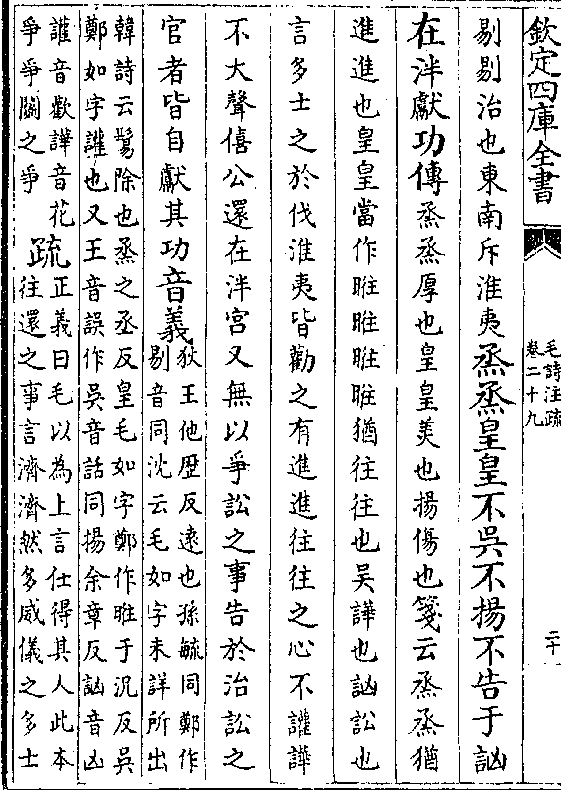 欽定四庫全書
毛詩注疏
卷二十九
二十
剔剔治也東南斥淮夷烝烝皇皇不吳不揚不告于訩
在泮獻功傳烝烝厚也皇皇美也揚傷也箋云烝烝猶
進進也皇皇當作暀暀暀暀猶往往也吳譁也訩訟也
言多士之於伐淮夷皆勸之有進進往往之心不讙譁
不大聲僖公還在泮宮又無以爭訟之事告於治訟之
官者皆自獻其功音義
狄王他歷反遠也孫毓同鄭作
剔音同沈云毛如字未詳所出
韓詩云鬄除也烝之丞反皇毛如字鄭作暀于況反吳
鄭如字讙也又王音誤作吳音話同揚余章反訩音凶
讙音歡譁音花
爭爭鬬之爭
疏
正義曰毛以為上言仕得其人此本
往還之事言濟濟然多威儀之多士